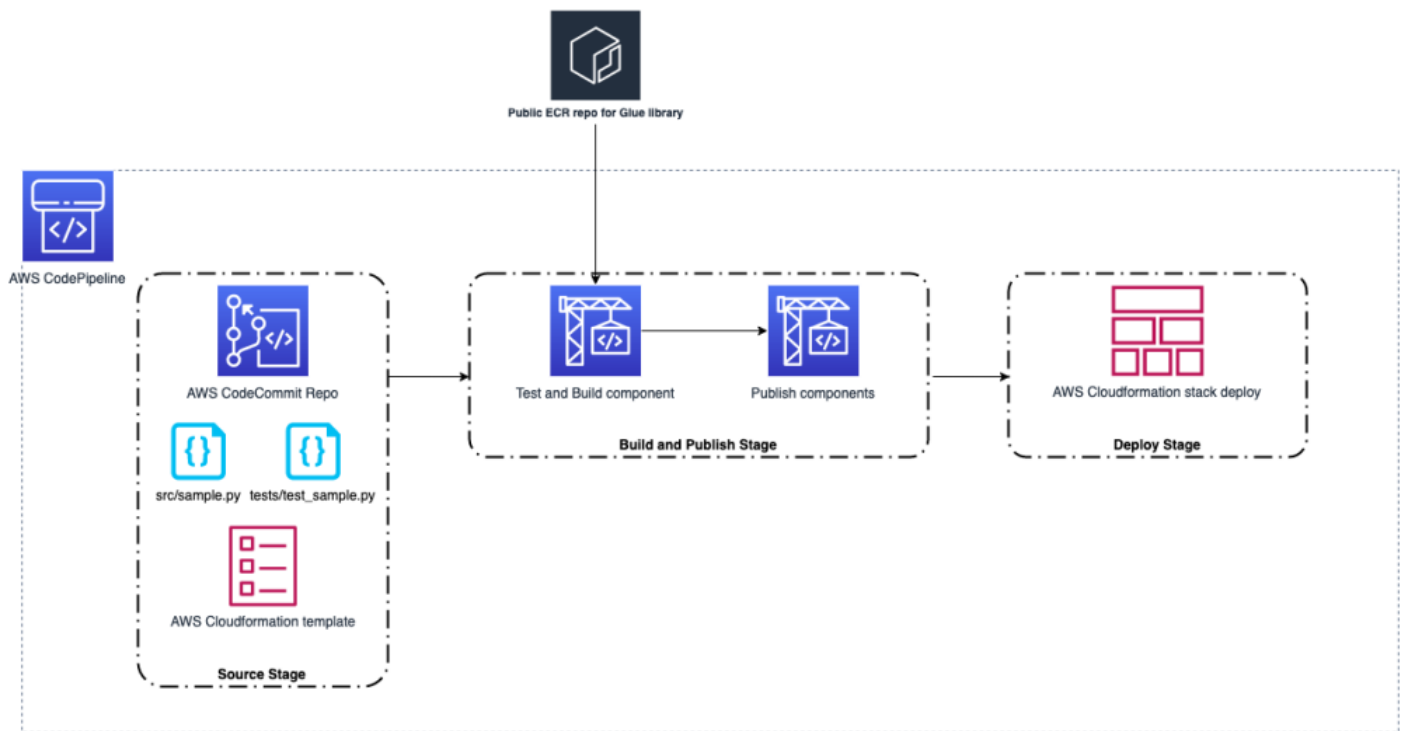 Public ECR repo for Glue library
AWS CodePipeline
AWS CodeCommit Repo
src/sample.py
tests/test_sample.py
AWS Cloudformation template
Source Stage
Test and Build component
Publish components
Build and Publish Stage
AWS Cloudformation stack deploy
Deploy Stage